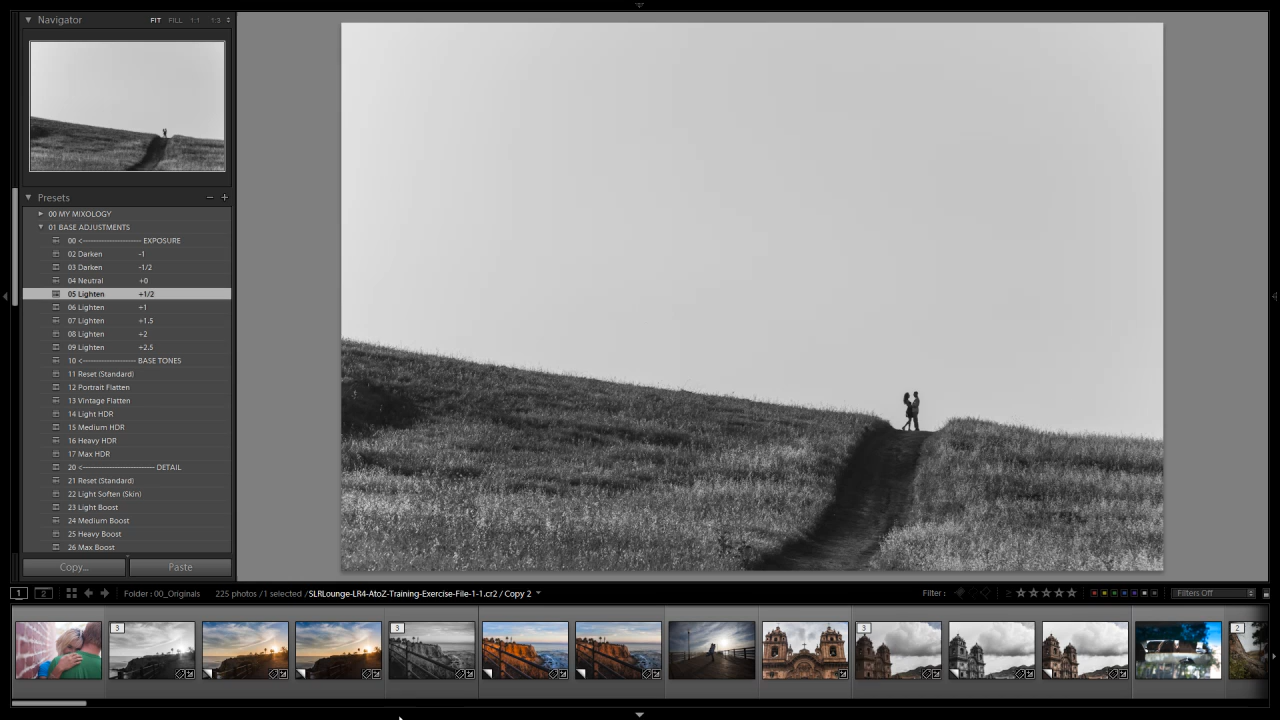 Navigator FIT FILL 1:1 1:3
Presets
00 MY MIXOLOGY
01 BASE ADJUSTMENTS
00 <---------------------- EXPOSURE
02 Darken -1
03 Darken -1/2
04 Neutral +0
05 Lighten +1/2
06 Lighten +1
07 Lighten +1.5
08 Lighten +2
09 Lighten +2.5
10 <-------------------- BASE TONES
11 Reset (Standard)
12 Portrait Flatten
13 Vintage Flatten
14 Light HDR
15 Medium HDR
16 Heavy HDR
17 Max HDR
20 <--------------------------- DETAIL
21 Reset (Standard)
22 Light Soften (Skin)
23 Light Boost
24 Medium Boost
25 Heavy Boost
26 Max Boost
Copy... Paste
1 2 Folder : 00_Originals 225 photos /1 selected /SLRLounge-LR4-AtoZ-Training-Exercise-File-1-1.cr2 / Copy 2 Filter : Filters Off
3 3 3 2